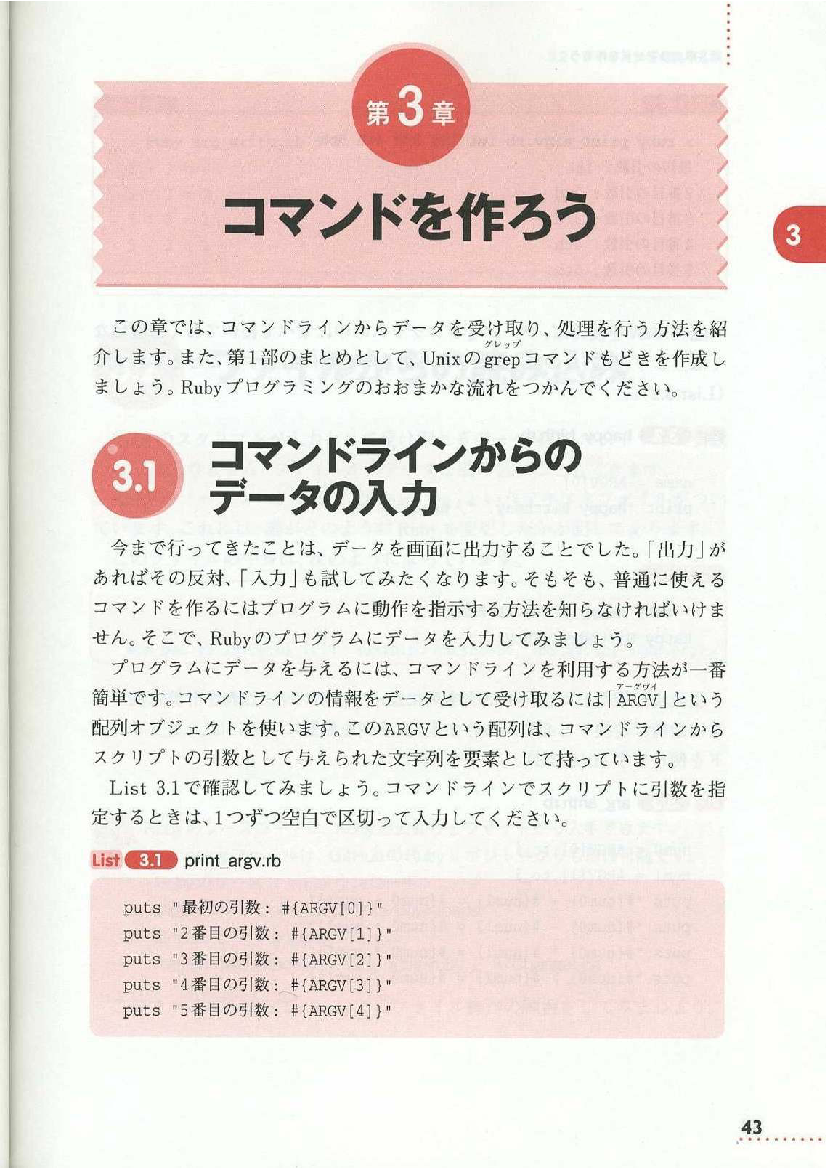 第3章
コマンドを作ろう
3
この章では、コマンドラインからデータを受け取り、処理を行う方法を紹
グレップ
介します。また、第1部のまとめとして、Unixのgrepコマンドもどきを作成し
ましょう。Rubyプログラミングのおおまかな流れをつかんでください。
3.1
コマンドラインからの
データの入力
今まで行ってきたことは、データを画面に出力することでした。「出力」が
あればその反対、「入力」も試してみたくなります。そもそも、普通に使える
コマンドを作るにはプログラムに動作を指示する方法を知らなければいけま
せん。そこで、Rubyのプログラムにデータを入力してみましょう。
プログラムにデータを与えるには、コマンドラインを利用する方法が一番
アーグヴイ
簡単です。コマンドラインの情報をデータとして受け取るには「ARGV」という
配列オブジェクトを使います。このARGVという配列は、コマンドラインから
スクリプトの引数として与えられた文字列を要素として持っています。
List 3.1で確認してみましょう。コマンドラインでスクリプトに引数を指
定するときは、1つずつ空白で区切って入力してください。
List 3.1 print_argv.rb
puts "最初の引数: #{ARGV[0]}"
puts "2番目の引数: #{ARGV[1]}"
puts "3番目の引数: #{ARGV[2]}"
puts "4番目の引数: #{ARGV[3]}"
puts "5番目の引数: #{ARGV[4]}"
43